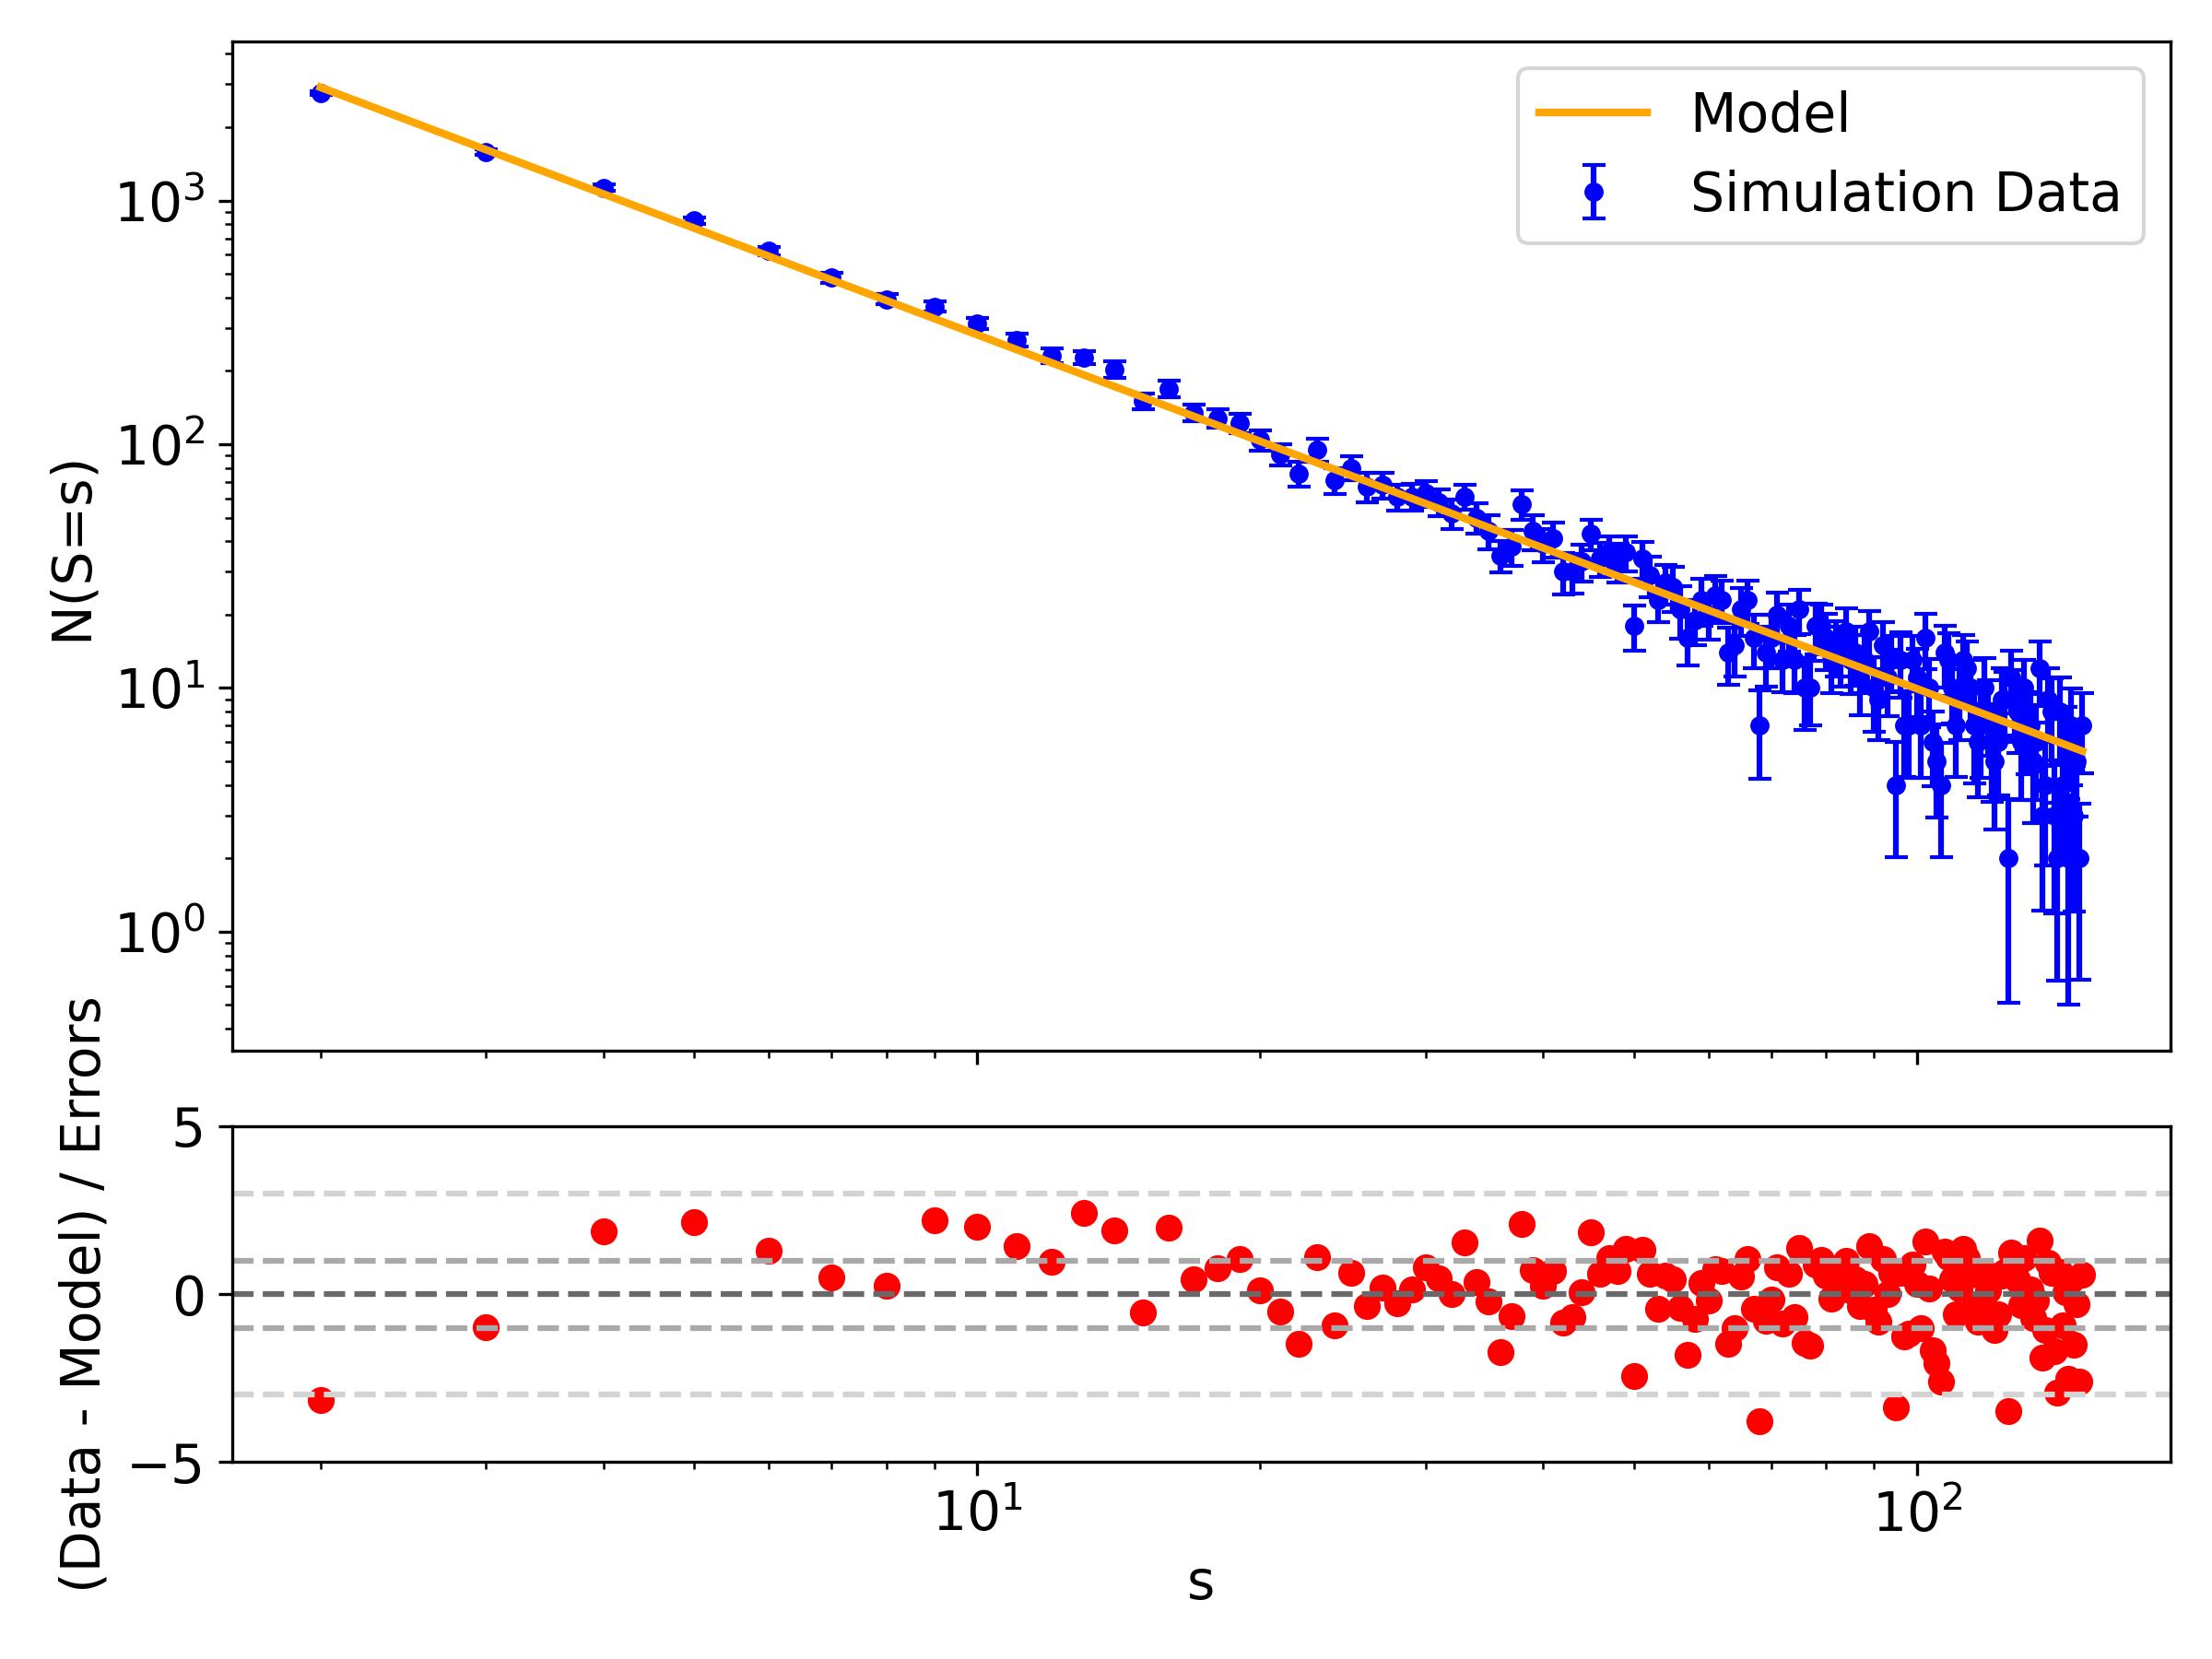 Model
Simulation Data
N(S=s)
10³
10²
10¹
10⁰
(Data - Model) / Errors
5
0
−5
10¹
10²
s